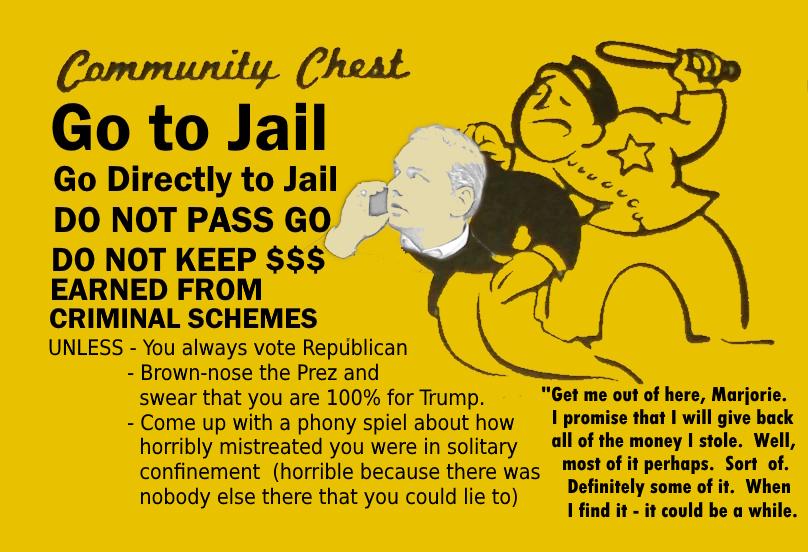 Community Chest
Go to Jail
Go Directly to Jail
DO NOT PASS GO
DO NOT KEEP $$$
EARNED FROM
CRIMINAL SCHEMES
UNLESS - You always vote Republican
- Brown-nose the Prez and
swear that you are 100% for Trump.
- Come up with a phony spiel about how
horribly mistreated you were in solitary
confinement (horrible because there was
nobody else there that you could lie to)
"Get me out of here, Marjorie.
I promise that I will give back
all of the money I stole. Well,
most of it perhaps. Sort of.
Definitely some of it. When
I find it - it could be a while.